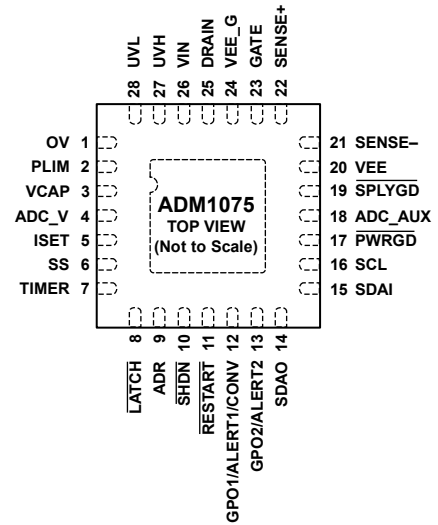 28 UVL
27 UVH
26 VIN
25 DRAIN
24 VEE_G
23 GATE
22 SENSE+
OV 1
PLIM 2
VCAP 3
ADC_V 4
ISET 5
SS 6
TIMER 7
ADM1075
TOP VIEW
(Not to Scale)
21 SENSE–
20 VEE
19 SPLYGD
18 ADC_AUX
17 PWRGD
16 SCL
15 SDAI
LATCH 8
ADR 9
SHDN 10
RESTART 11
GPO1/ALERT1/CONV 12
GPO2/ALERT2 13
SDAO 14